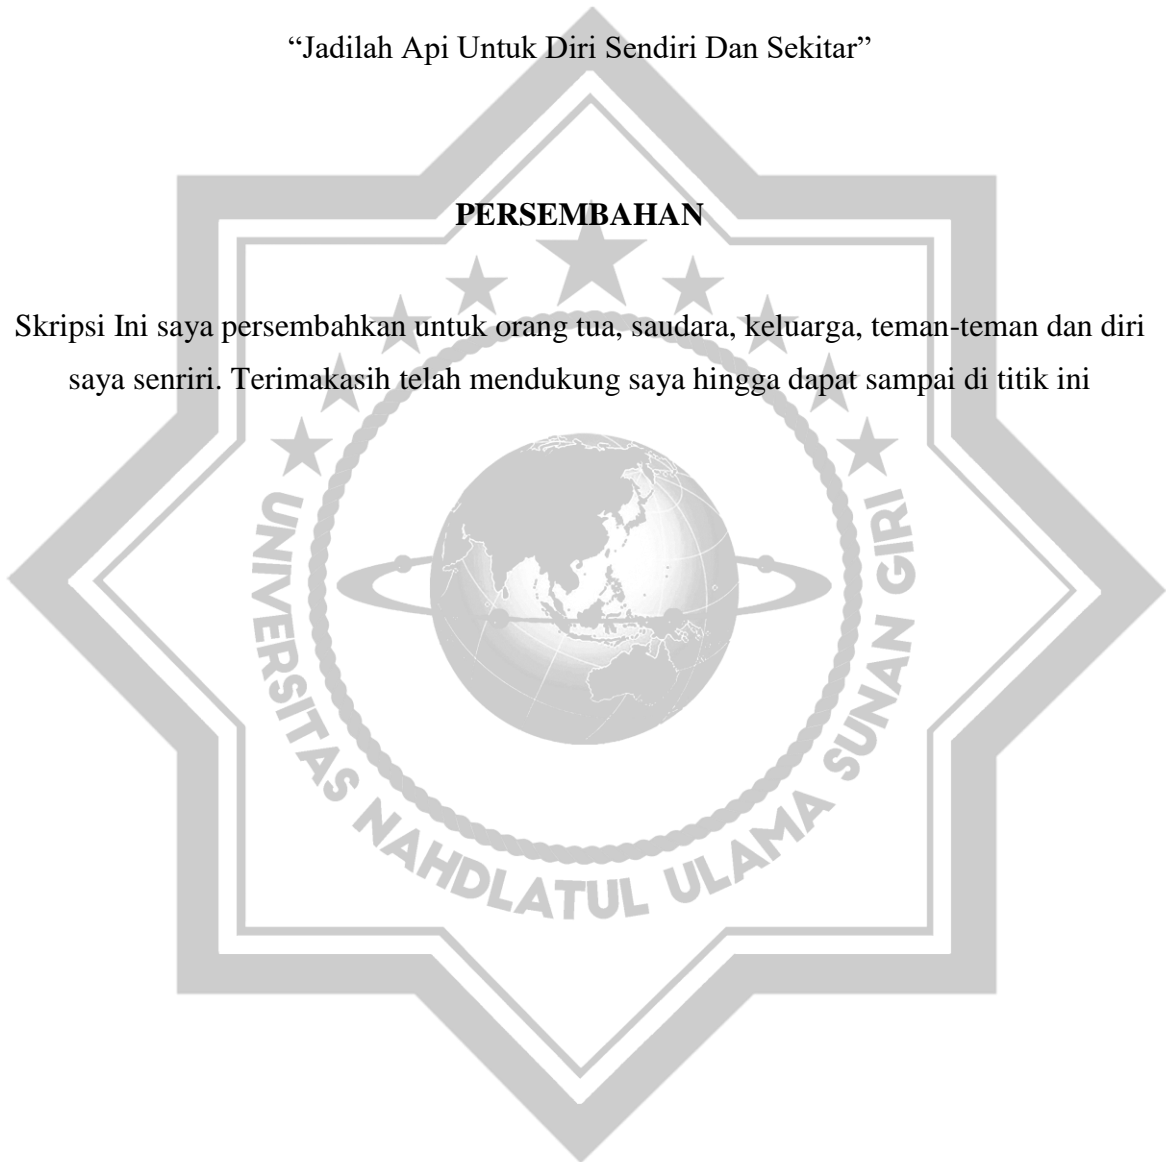 “Jadilah Api Untuk Diri Sendiri Dan Sekitar”
PERSEMBAHAN
Skripsi Ini saya persembahkan untuk orang tua, saudara, keluarga, teman-teman dan diri
saya senriri. Terimakasih telah mendukung saya hingga dapat sampai di titik ini
UNIVERSITAS NAHDLATUL ULAMA SUNAN GIRI